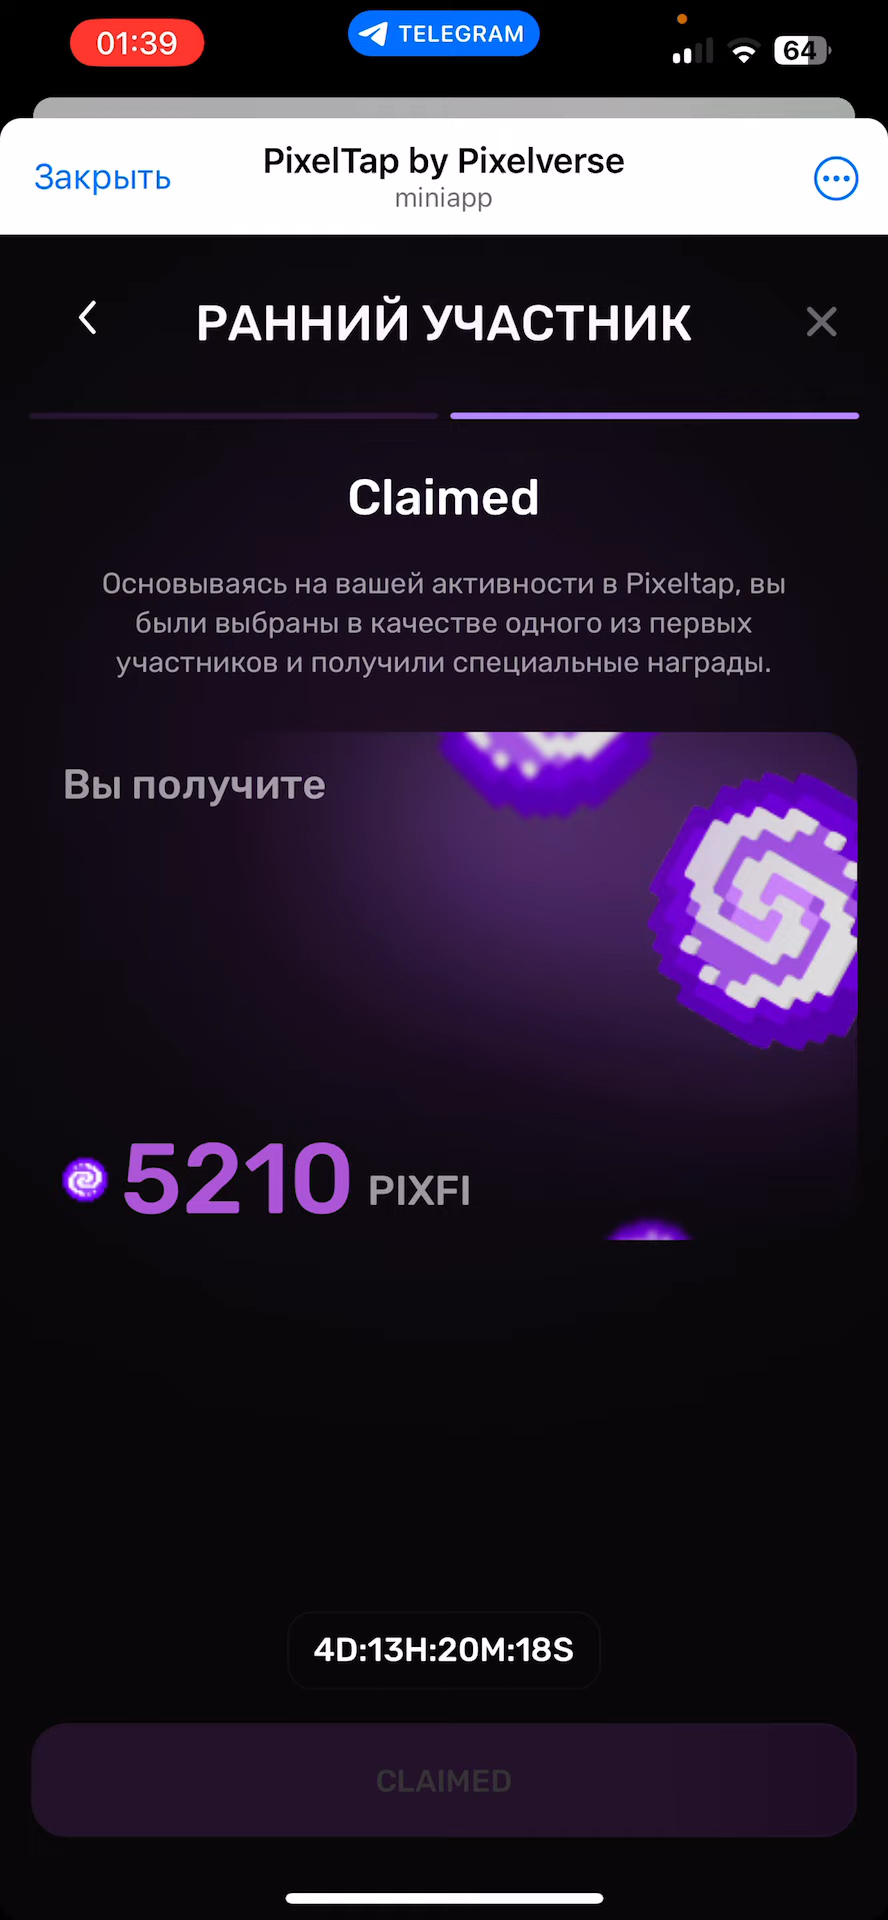 01:39
TELEGRAM
64
Закрыть
PixelTap by Pixelverse
miniapp
РАННИЙ УЧАСТНИК
Claimed
Основываясь на вашей активности в Pixeltap, вы
были выбраны в качестве одного из первых
участников и получили специальные награды.
Вы получите
5210 PIXFI
4D:13H:20M:18S
CLAIMED